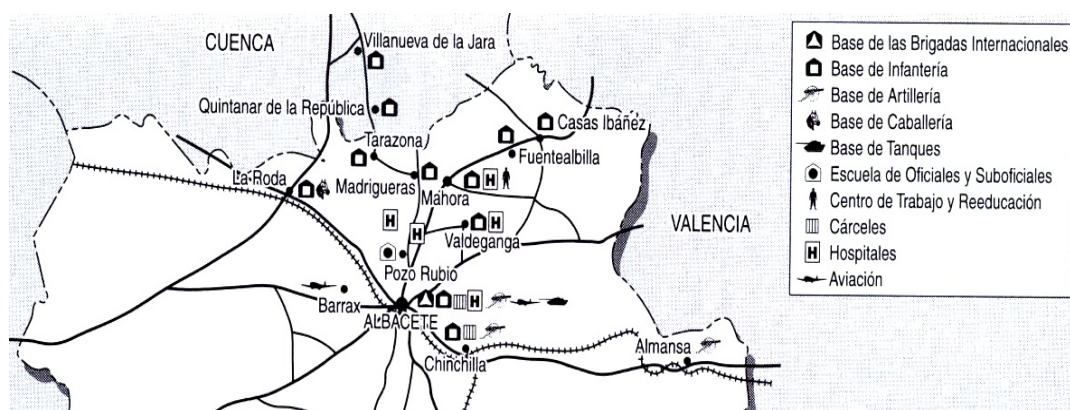 CUENCA
Villanueva de la Jara
Quintanar de la República
Tarazona
Casas Ibáñez
Fuentealbilla
La Roda
Madrigueras
Mahora
Valdeganga
VALENCIA
Pozo Rubio
Barrax
ALBACETE
Chinchilla
Almansa
Base de las Brigadas Internacionales
Base de Infantería
Base de Artillería
Base de Caballería
Base de Tanques
Escuela de Oficiales y Suboficiales
Centro de Trabajo y Reeducación
Cárceles
H Hospitales
Aviación
H
H
H
H
H